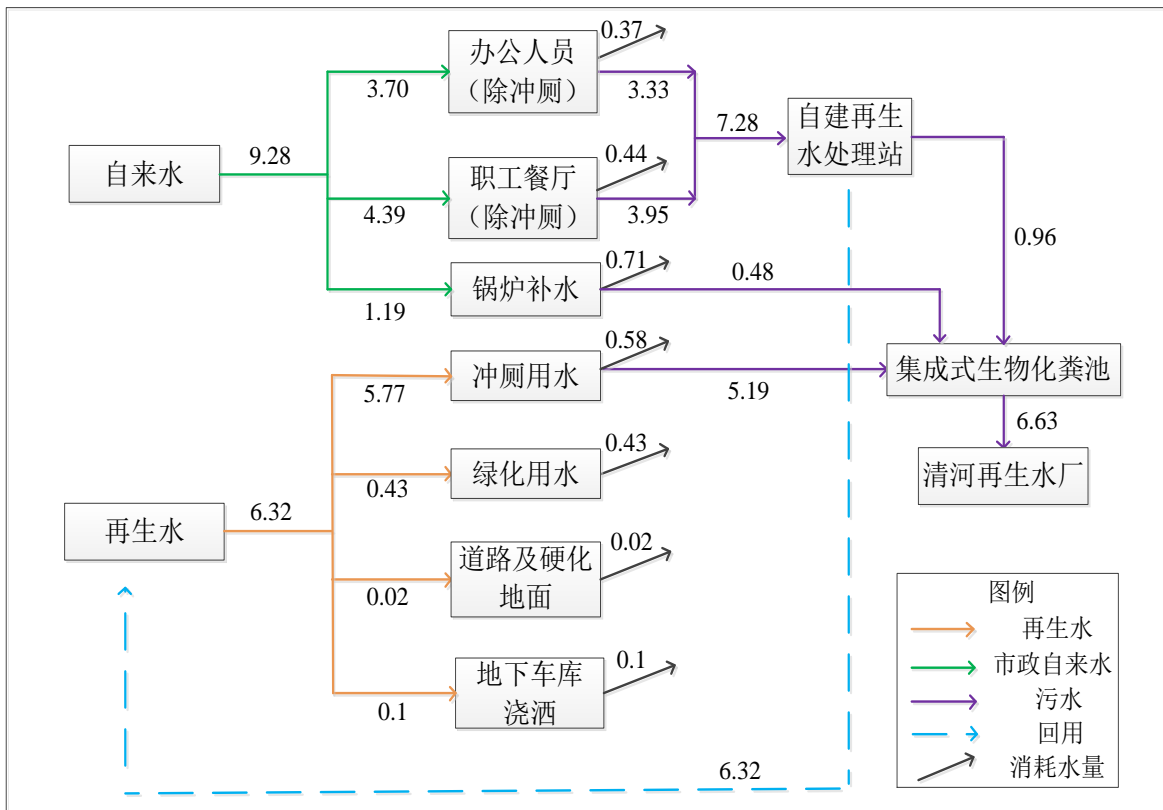 0.37
办公人员
（除冲厕）
3.70
3.33
自来水
9.28
7.28
自建再生
水处理站
0.44
职工餐厅
（除冲厕）
4.39
3.95
0.96
0.71
锅炉补水
1.19
0.48
0.58
冲厕用水
5.77
5.19
集成式生物化粪池
6.63
清河再生水厂
0.43
绿化用水
0.43
再生水
6.32
0.02
道路及硬化
地面
0.02
0.1
地下车库
浇洒
0.1
6.32
图例
再生水
市政自来水
污水
回用
消耗水量